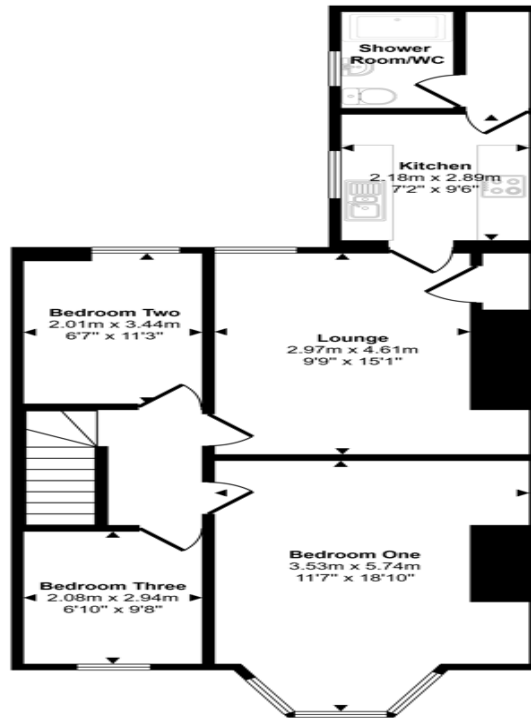 Shower
Room/WC
Kitchen
2.18m x 2.89m
7'2" x 9'6"
Bedroom Two
2.01m x 3.44m
6'7" x 11'3"
Lounge
2.97m x 4.61m
9'9" x 15'1"
Bedroom One
3.53m x 5.74m
11'7" x 18'10"
Bedroom Three
2.08m x 2.94m
6'10" x 9'8"